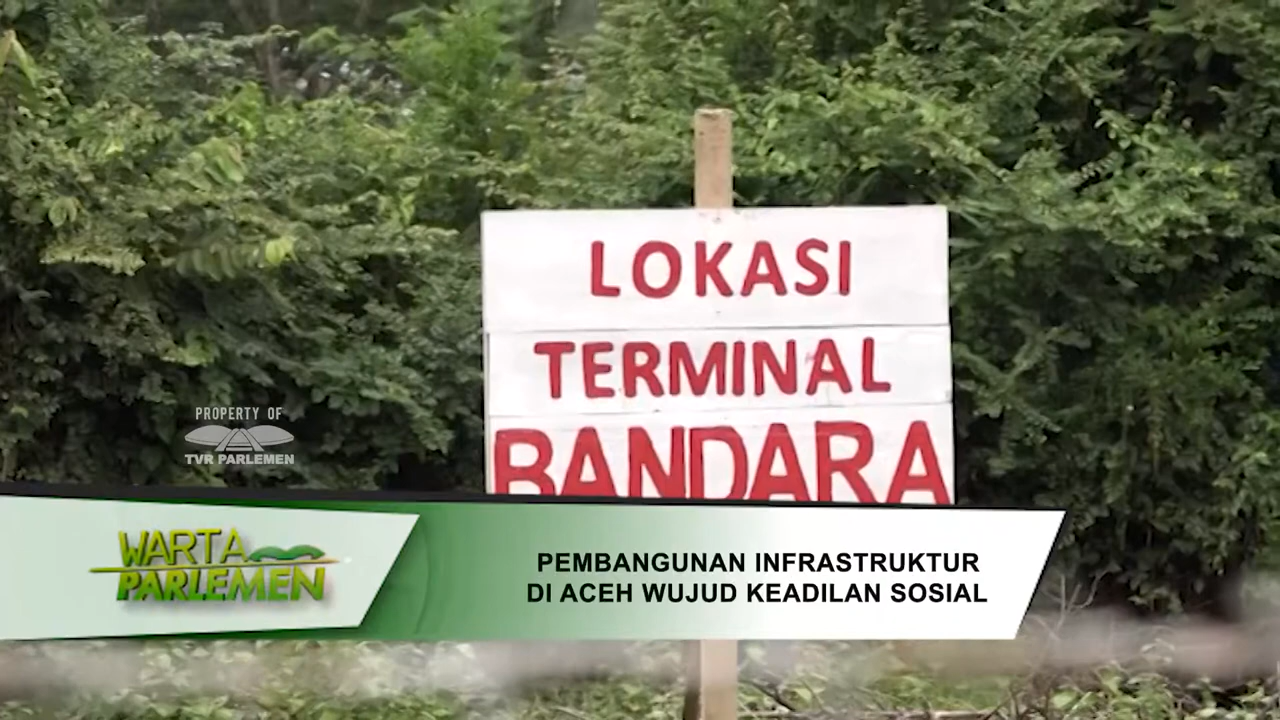 LOKASI
TERMINAL
BANDARA
PROPERTY OF
TVR PARLEMEN
WARTA
PARLEMEN
PEMBANGUNAN INFRASTRUKTUR
DI ACEH WUJUD KEADILAN SOSIAL